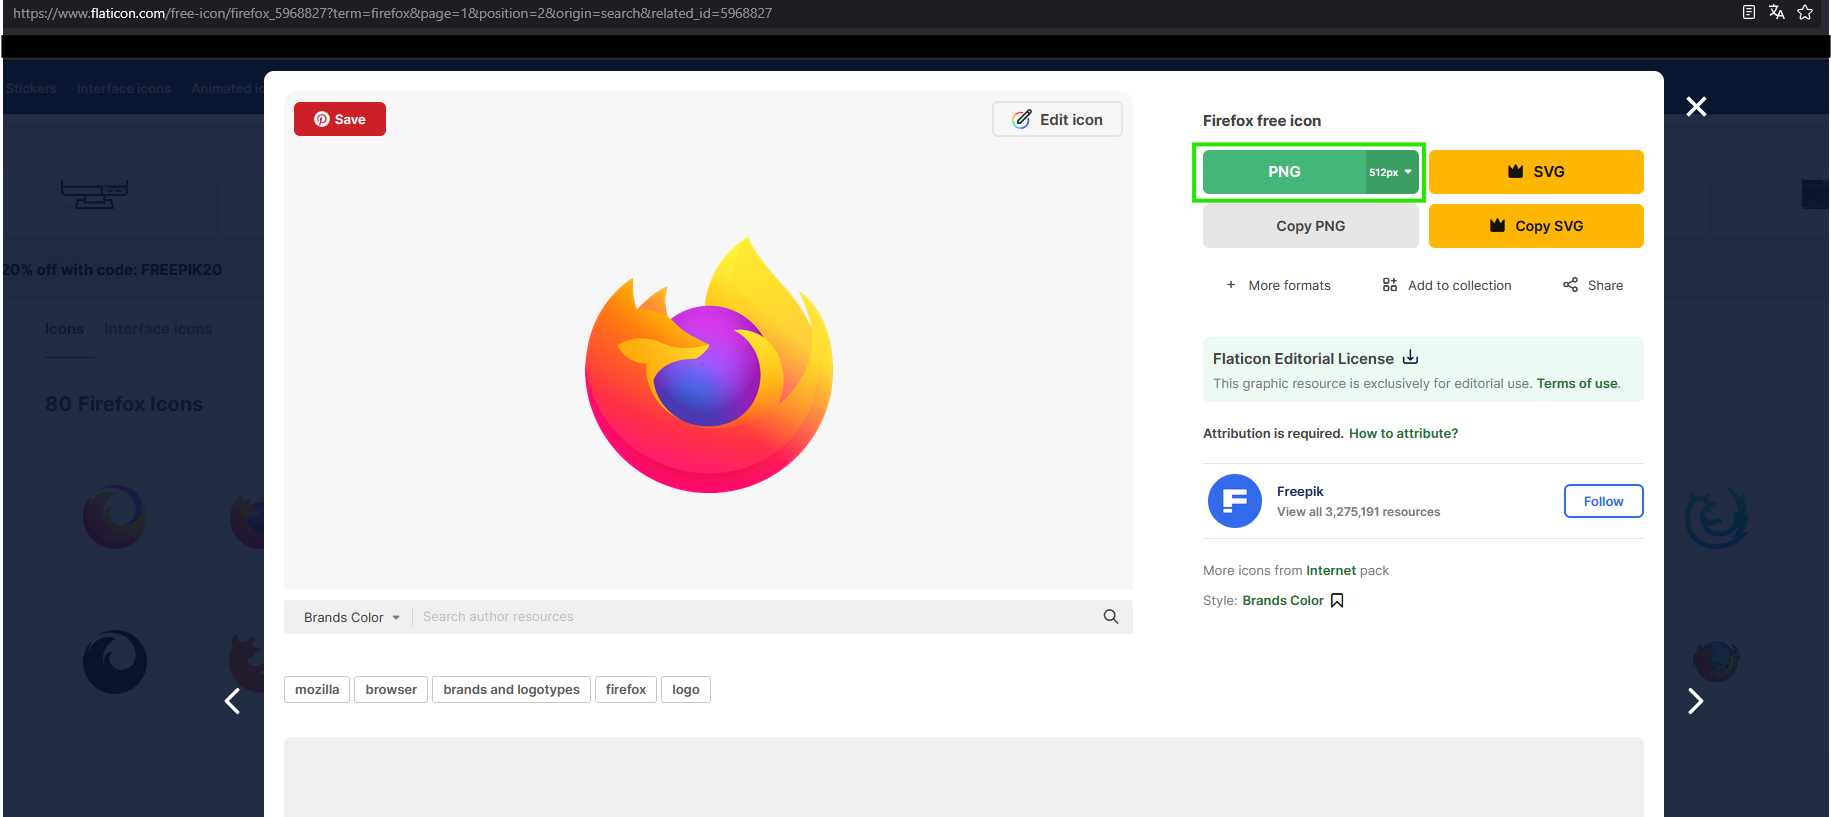 https://www.flaticon.com/free-icon/firefox_5968827?term=firefox&page=1&position=2&origin=search&related_id=5968827
Stickers
Interface icons
Animated ic
20% off with code: FREEPIK20
Icons
Interface icons
80 Firefox Icons
Save
Edit icon
Brands Color
Search author resources
mozilla
browser
brands and logotypes
firefox
logo
Firefox free icon
PNG
512px
SVG
Copy PNG
Copy SVG
+ More formats
Add to collection
Share
Flaticon Editorial License
This graphic resource is exclusively for editorial use. Terms of use.
Attribution is required. How to attribute?
Freepik
View all 3,275,191 resources
Follow
More icons from Internet pack
Style: Brands Color